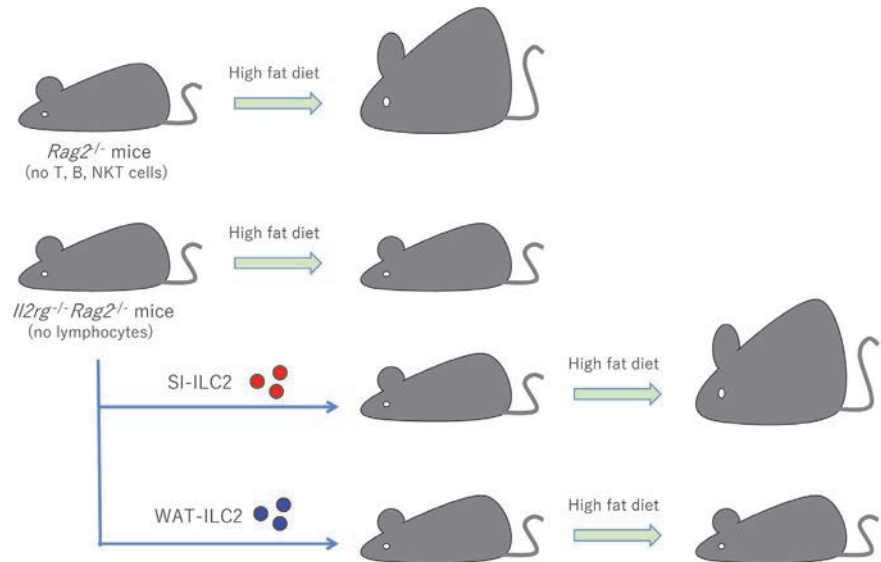 High fat diet
Rag2-/- mice
(no T, B, NKT cells)
High fat diet
Il2rg-/- Rag2-/- mice
(no lymphocytes)
SI-ILC2
High fat diet
WAT-ILC2
High fat diet